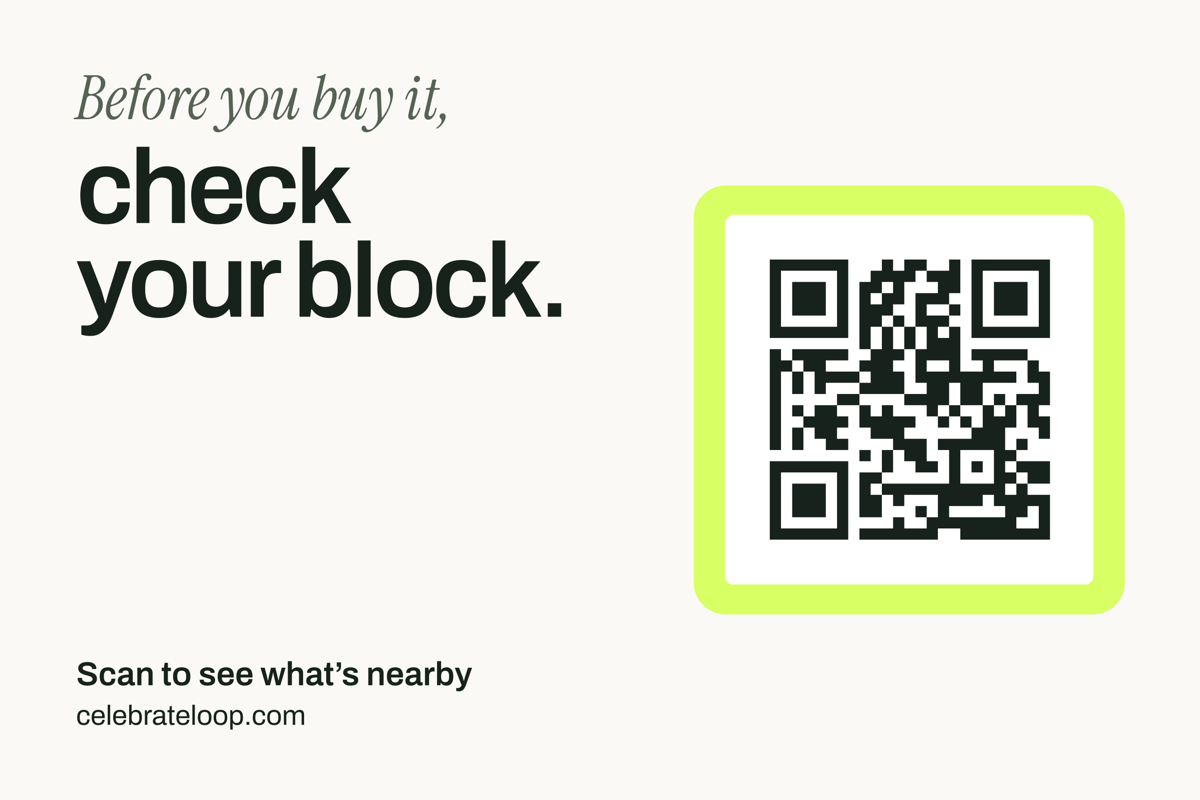 Before you buy it,
check
your block.
Scan to see what’s nearby
celebrateloop.com